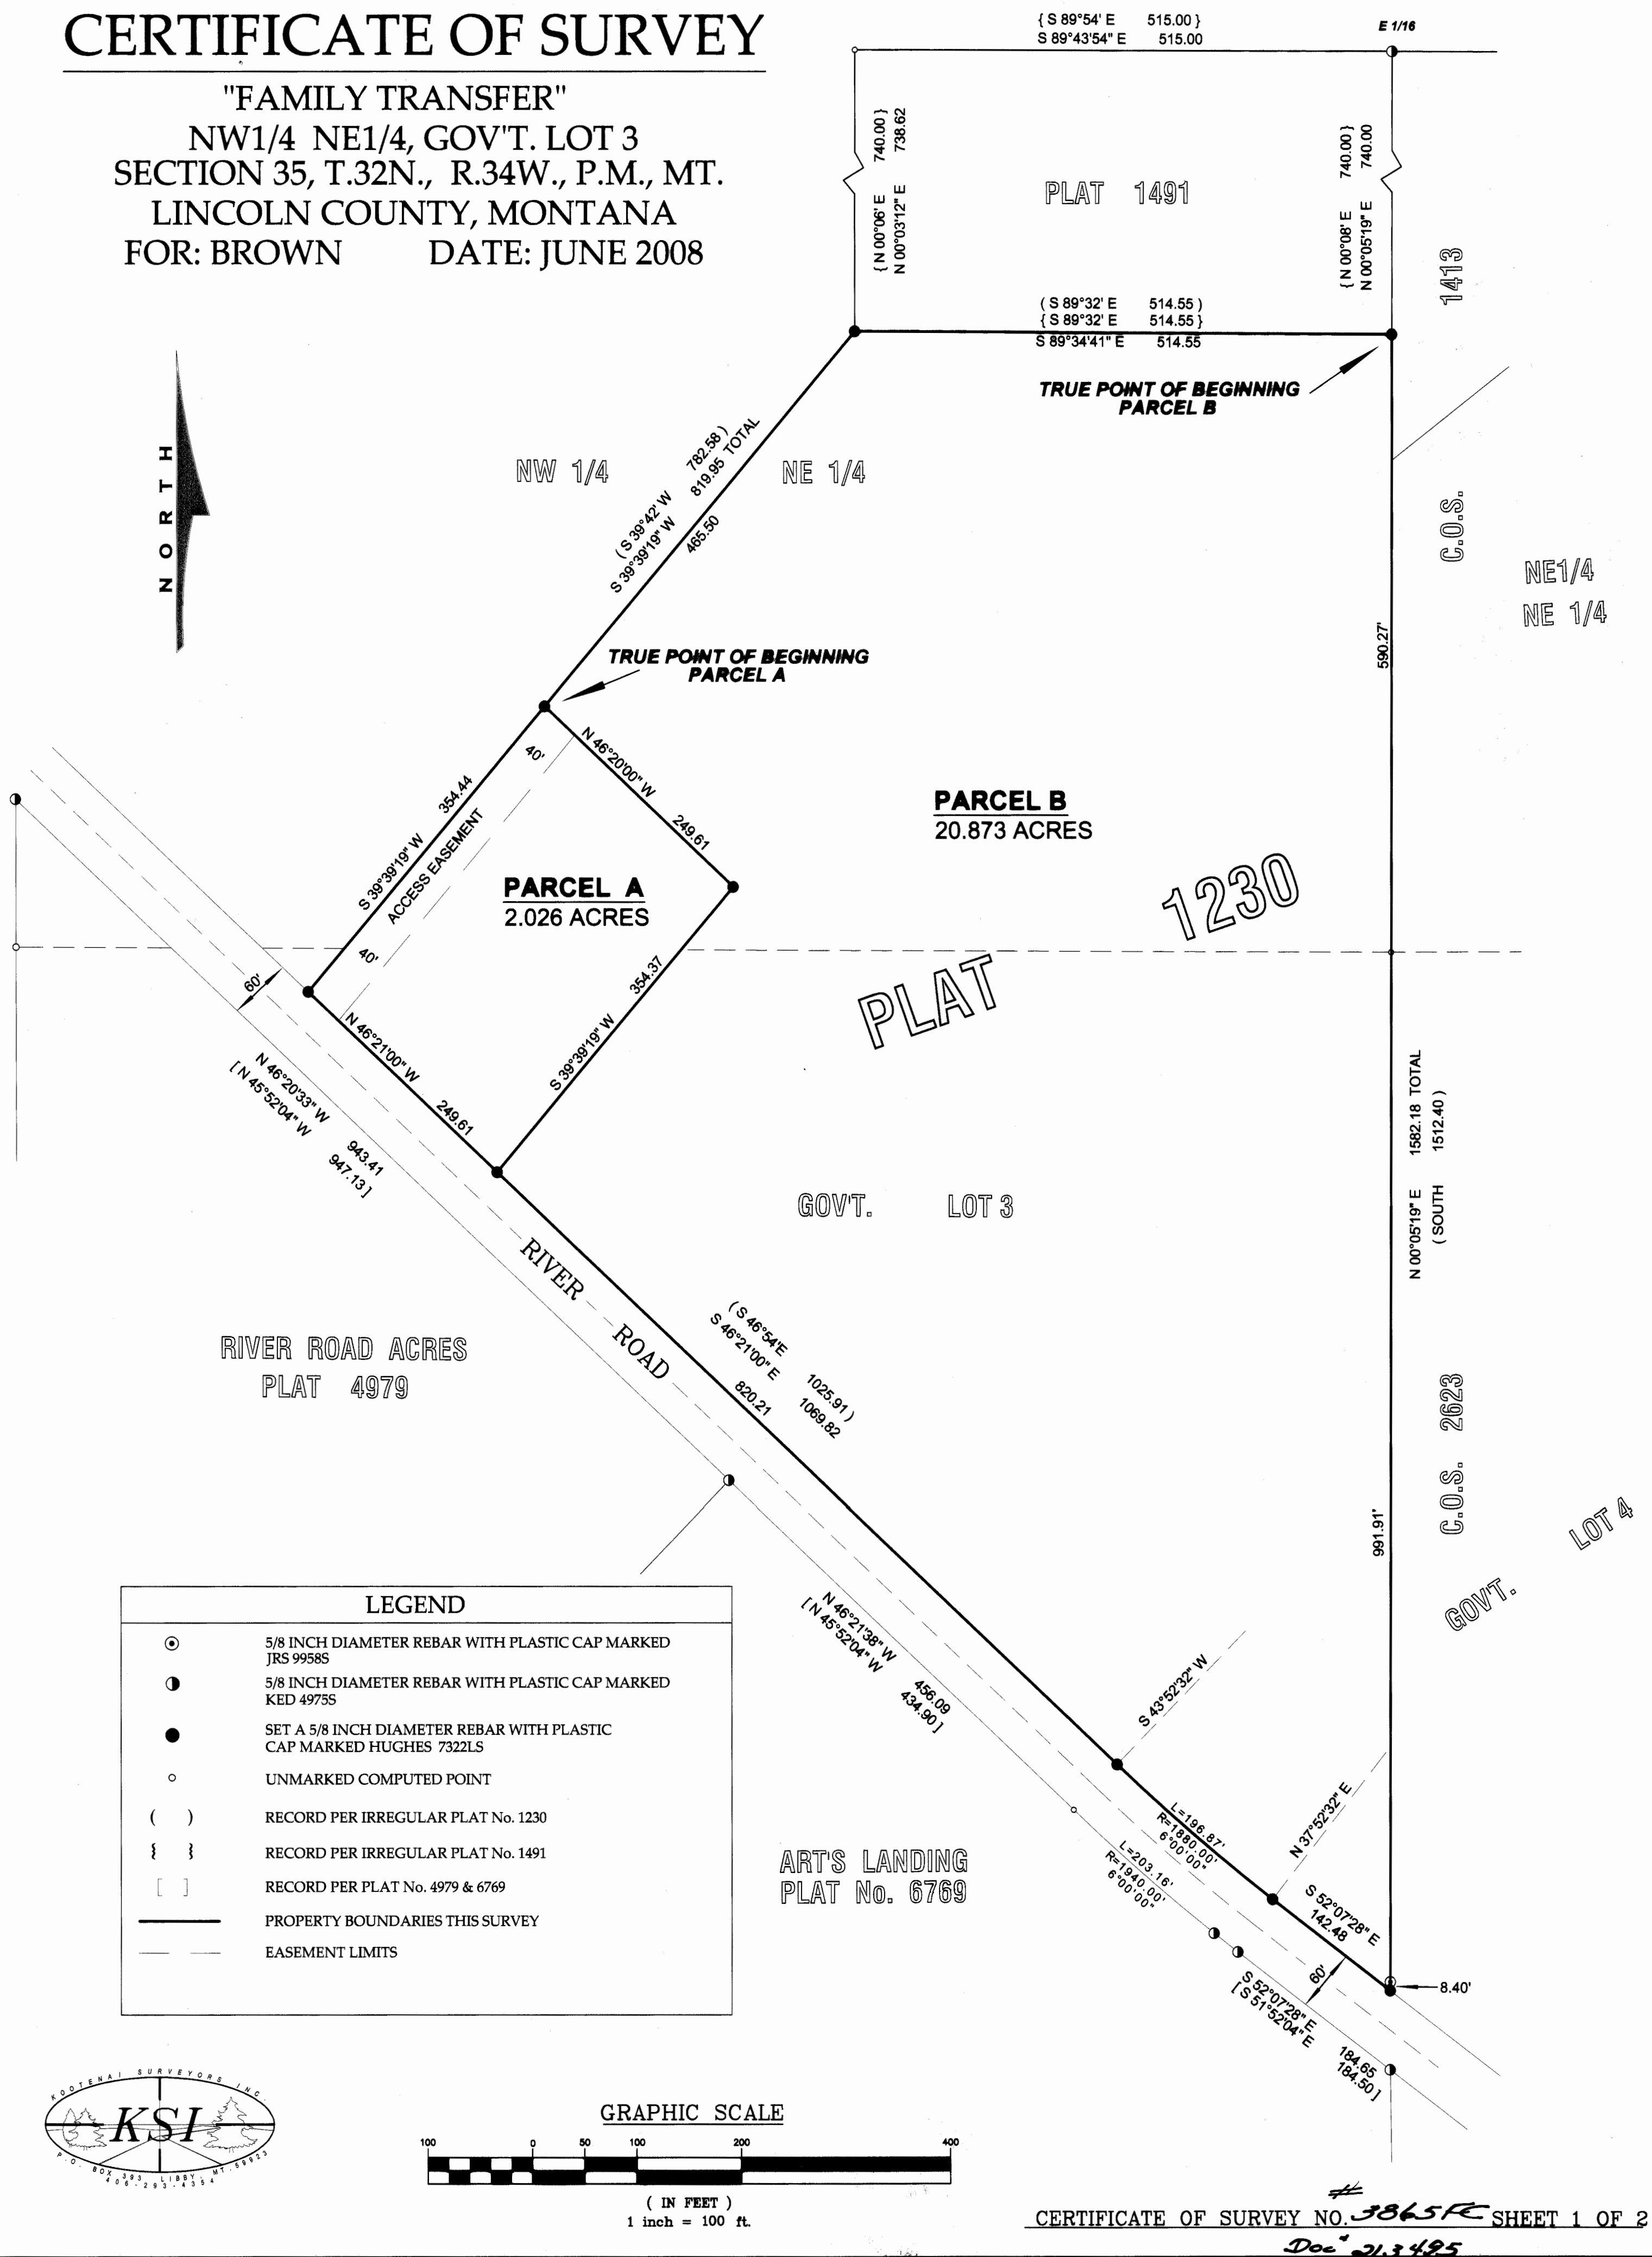 CERTIFICATE OF SURVEY
"FAMILY TRANSFER"
NW1/4 NE1/4, GOV'T. LOT 3
SECTION 35, T.32N., R.34W., P.M., MT.
LINCOLN COUNTY, MONTANA
FOR: BROWN DATE: JUNE 2008
{ S 89°54' E 515.00 }
S 89°43'54" E 515.00
E 1/16
{ N 00°06' E 740.00 }
N 00°03'12" E 738.62
PLAT 1491
{ N 00°08' E 740.00 }
N 00°05'19" E 740.00
C.O.S. 1413
( S 89°32' E 514.55 )
{ S 89°32' E 514.55 }
S 89°34'41" E 514.55
TRUE POINT OF BEGINNING
PARCEL B
NORTH
NW 1/4 NE 1/4
( S 39°42' W 782.58 )
S 39°39'19" W 819.95 TOTAL
465.50
NE1/4
NE 1/4
590.27'
TRUE POINT OF BEGINNING
PARCEL A
40'
N 46°20'00" W 249.61
S 39°39'19" W 354.44
ACCESS EASEMENT
PARCEL A
2.026 ACRES
PARCEL B
20.873 ACRES
PLAT 1230
40'
60'
S 39°39'19" W 354.37
N 46°21'00" W 249.61
N 46°20'33" W 943.41
[ N 45°52'04" W 947.13 ]
GOV'T. LOT 3
N 00°05'19" E 1582.18 TOTAL
( SOUTH 1512.40 )
RIVER ROAD
( S 46°54'E 1025.91 )
S 46°21'00" E 1069.82
820.21
RIVER ROAD ACRES
PLAT 4979
991.91'
C.O.S. 2623
GOV'T. LOT 4
N 46°21'38" W 456.09
[ N 45°52'04" W 434.90 ]
S 43°52'32" W
N 37°52'32" E
L=196.87'
R=1880.00'
6°00'00"
L=203.16'
R=1940.00'
6°00'00"
S 52°07'28" E
142.48
60'
8.40'
S 52°07'28" E 184.65
[ S 51°52'04" E 184.50 ]
ART'S LANDING
PLAT No. 6769
LEGEND
5/8 INCH DIAMETER REBAR WITH PLASTIC CAP MARKED
JRS 9958S
5/8 INCH DIAMETER REBAR WITH PLASTIC CAP MARKED
KED 4975S
SET A 5/8 INCH DIAMETER REBAR WITH PLASTIC
CAP MARKED HUGHES 7322LS
UNMARKED COMPUTED POINT
( ) RECORD PER IRREGULAR PLAT No. 1230
{ } RECORD PER IRREGULAR PLAT No. 1491
[ ] RECORD PER PLAT No. 4979 & 6769
PROPERTY BOUNDARIES THIS SURVEY
EASEMENT LIMITS
KOOTENAI SURVEYORS INC.
KSI
P.O. BOX 393, LIBBY, MT. 59923
406-293-4354
GRAPHIC SCALE
100 0 50 100 200 400
( IN FEET )
1 inch = 100 ft.
#
CERTIFICATE OF SURVEY NO. 3865FC SHEET 1 OF 2
Doc# 213495